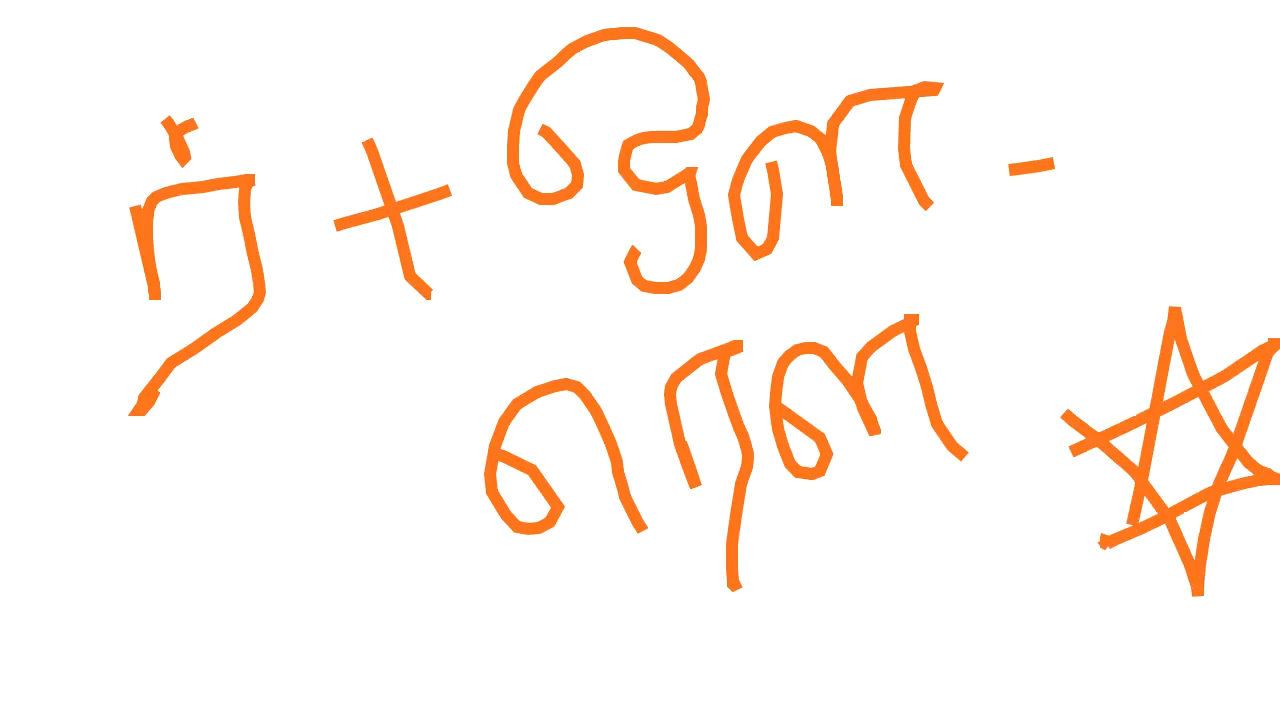 ர் + ஔ -
ரௌ